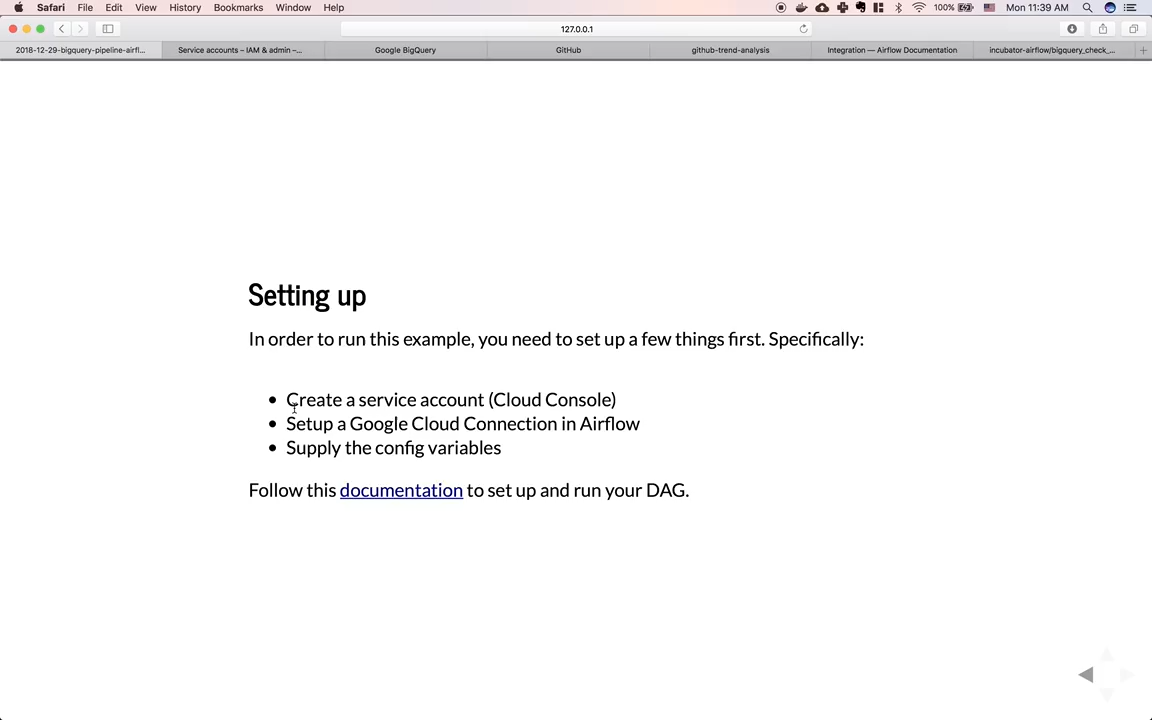 Safari File Edit View History Bookmarks Window Help 100% Mon 11:39 AM
127.0.0.1
2018-12-29-bigquery-pipeline-airfl... Service accounts – IAM & admin –... Google BigQuery GitHub github-trend-analysis Integration — Airflow Documentation incubator-airflow/bigquery_check_...
Setting up
In order to run this example, you need to set up a few things first. Specifically:
• Create a service account (Cloud Console)
• Setup a Google Cloud Connection in Airflow
• Supply the config variables
Follow this documentation to set up and run your DAG.